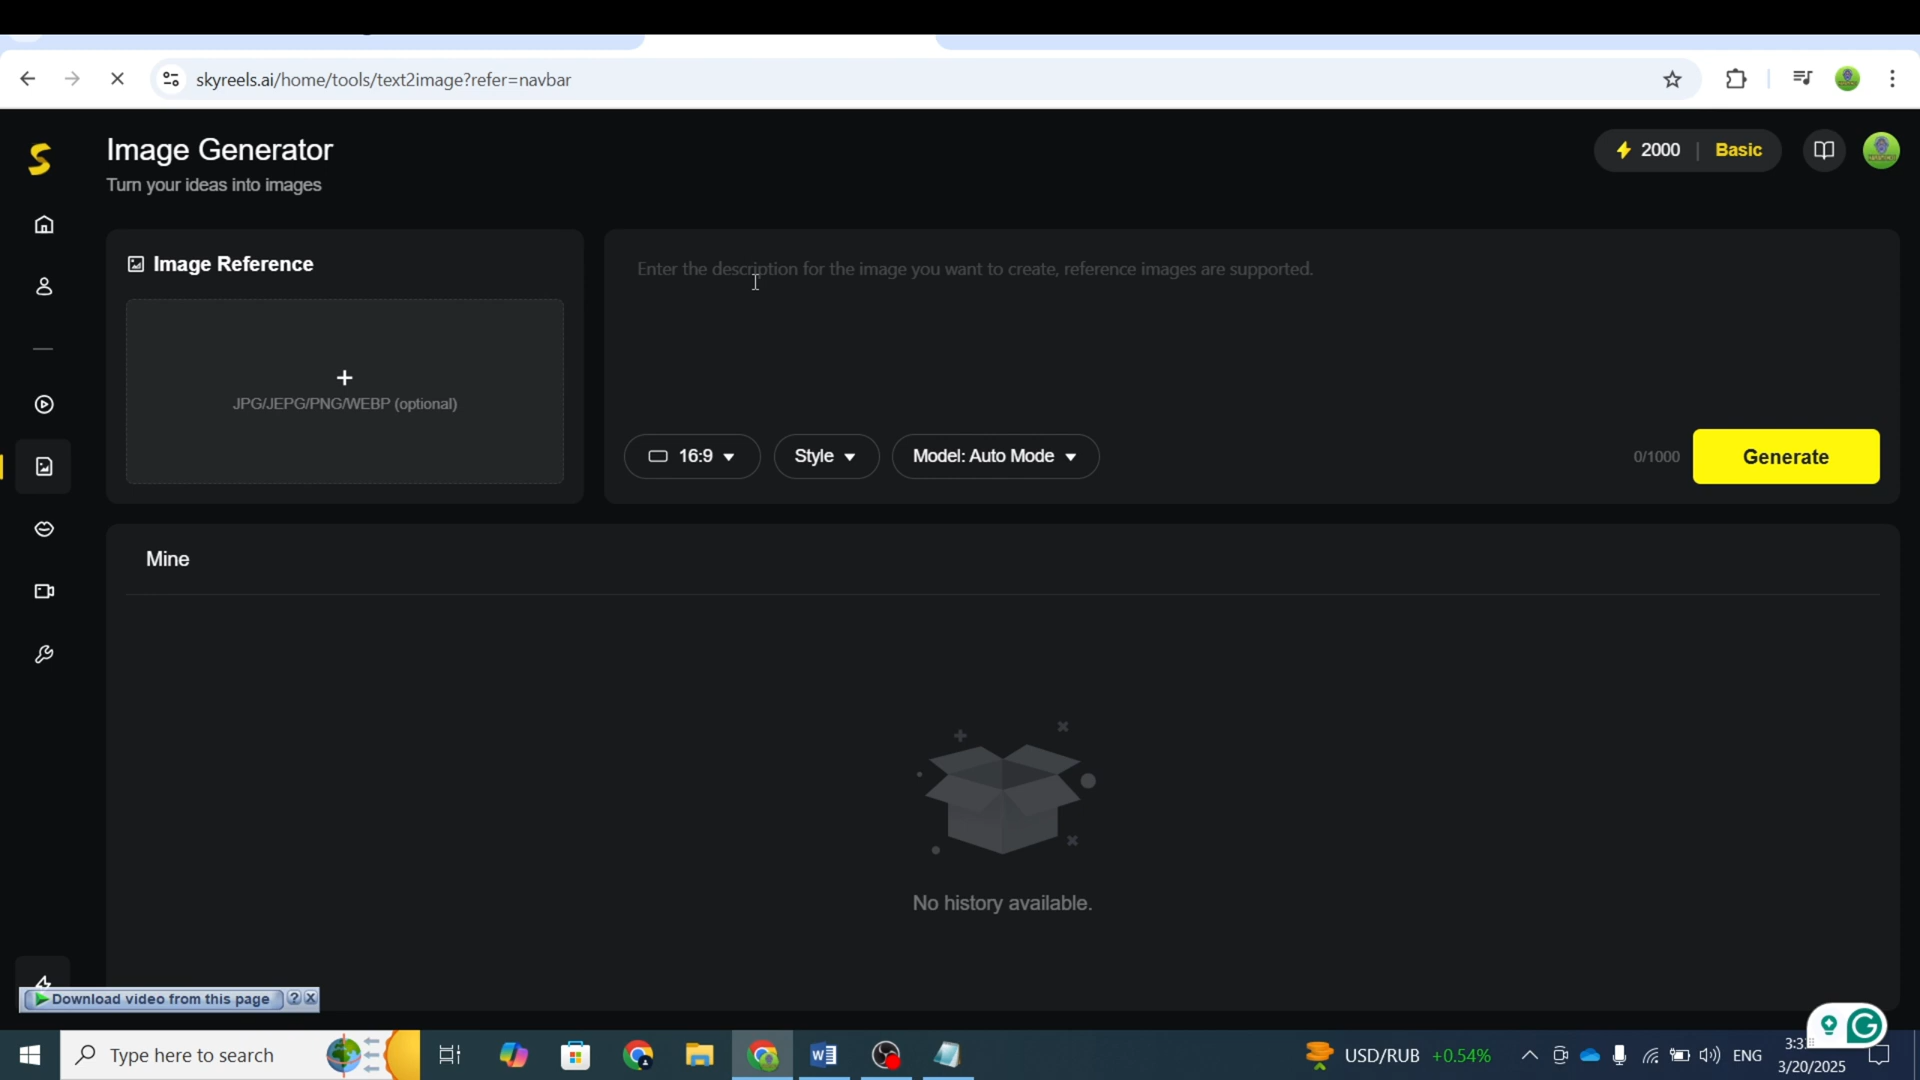 skyreels.ai/home/tools/text2image?refer=navbar
Image Generator
Turn your ideas into images
2000 | Basic
Image Reference
Enter the description for the image you want to create, reference images are supported.
+
JPG/JEPG/PNG/WEBP (optional)
16:9
Style
Model: Auto Mode
0/1000
Generate
Mine
No history available.
Download video from this page
Type here to search
USD/RUB +0.54%
ENG
3/20/2025